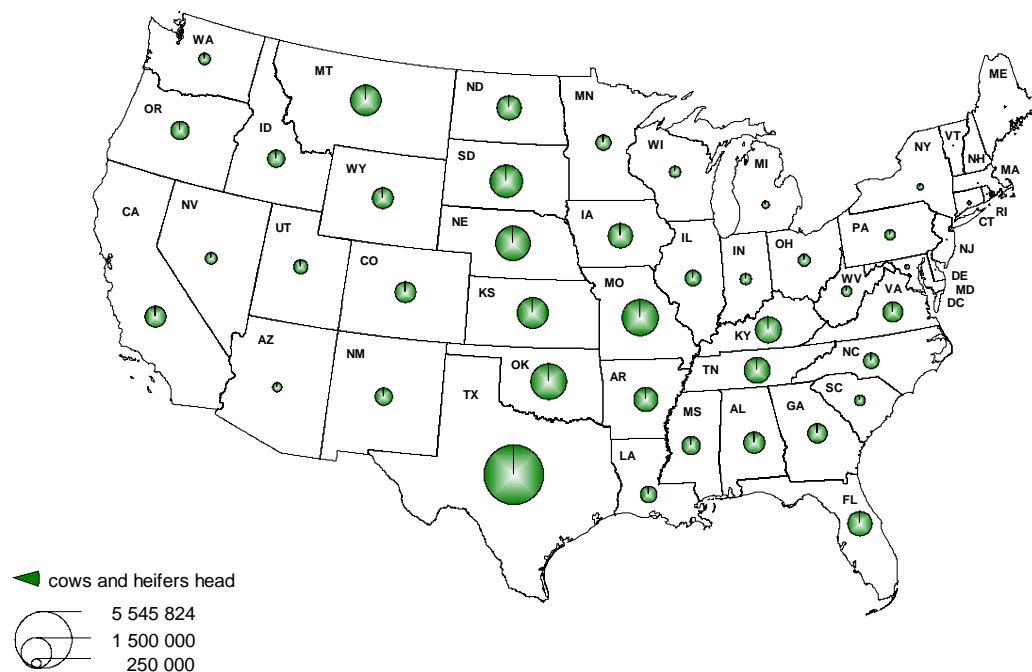 WA
MT
ND
MN
ME
OR
ID
SD
WI
MI
NY
VT
NH
MA
WY
CA
NV
UT
NE
IA
RI
CT
PA
NJ
CO
IL
IN
OH
KS
MO
WV
VA
DE
MD
DC
AZ
NM
KY
OK
TX
AR
TN
NC
SC
MS
AL
GA
LA
FL
cows and heifers head
5 545 824
1 500 000
250 000